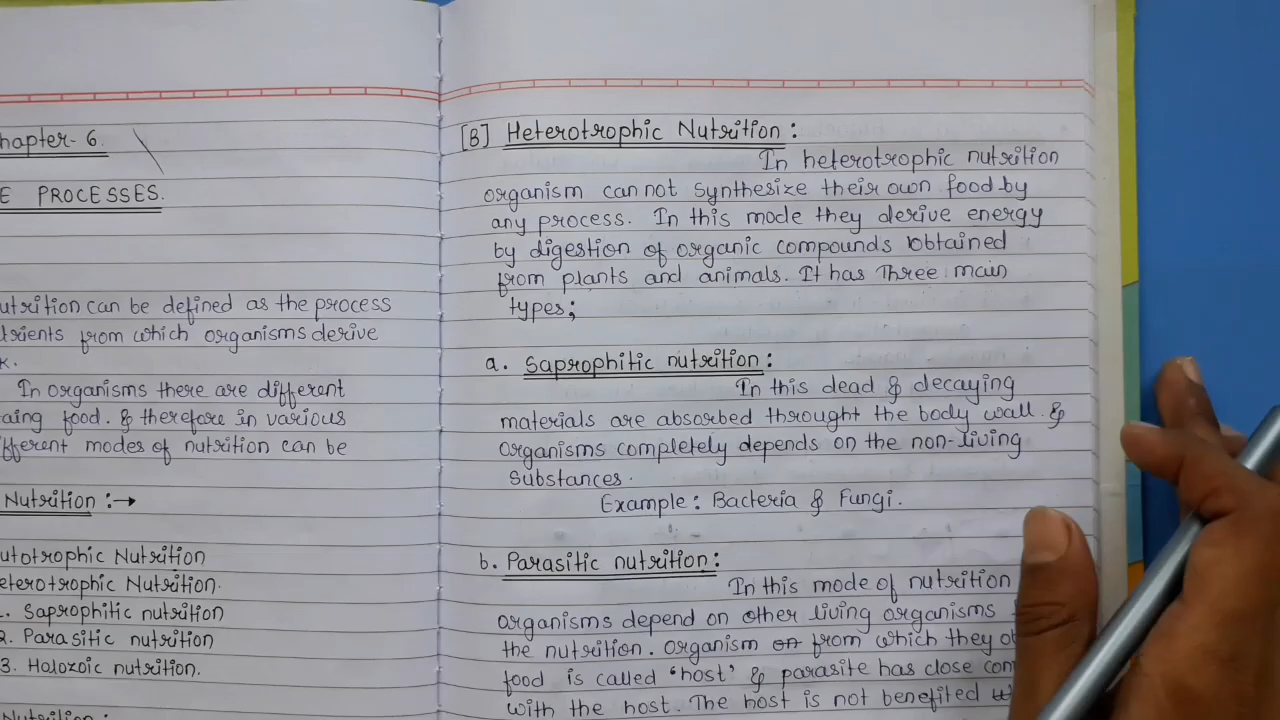 hapter- 6.
E PROCESSES.
utrition can be defined as the process
trients from which organisms derive
k.
In organisms there are different
aing food. & therefore in various
fferent modes of nutrition can be
Nutrition :→
utotrophic Nutrition
eterotrophic Nutrition.
1. Saprophitic nutrition
2. Parasitic nutrition
3. Holozoic nutrition.
Nutrition :
[B] Heterotrophic Nutrition :
In heterotrophic nutrition
organism can not synthesize their own food by
any process. In this mode they derive energy
by digestion of organic compounds obtained
from plants and animals. It has Three main
types;
a. Saprophitic nutrition :
In this dead & decaying
materials are absorbed throught the body wall &
organisms completely depends on the non-living
Substances.
Example : Bacteria & Fungi.
b. Parasitic nutrition :
In this mode of nutrition
organisms depend on other living organisms
the nutrition. Organism from which they
food is called 'host' & parasite has close
with the host. The host is not benefited